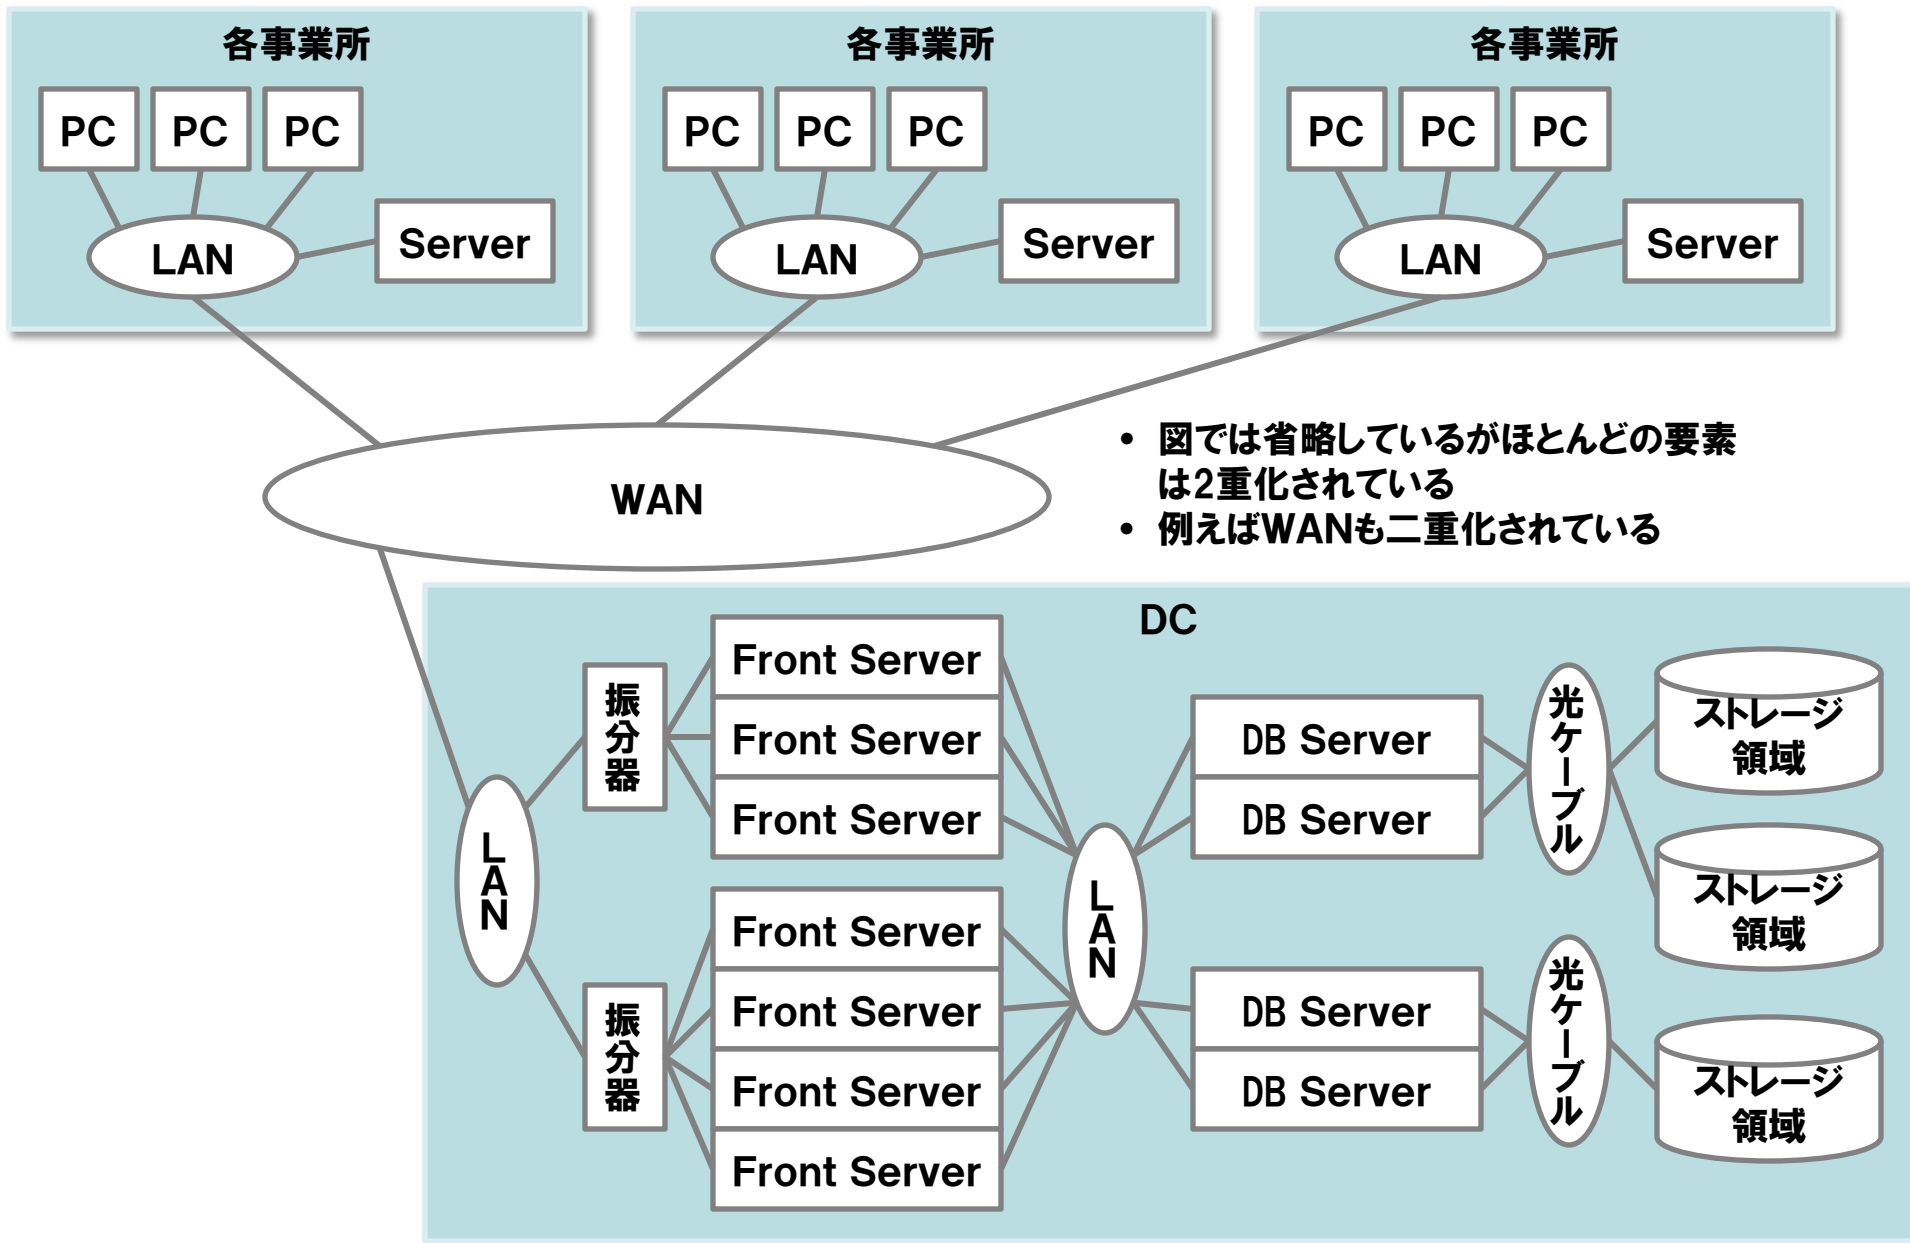 各事業所
PC
PC
PC
LAN
Server
各事業所
PC
PC
PC
LAN
Server
各事業所
PC
PC
PC
LAN
Server
WAN
• 図では省略しているがほとんどの要素
は2重化されている
• 例えばWANも二重化されている
DC
LAN
振分器
Front Server
Front Server
Front Server
振分器
Front Server
Front Server
Front Server
Front Server
LAN
DB Server
DB Server
DB Server
DB Server
光ケーブル
ストレージ
領域
ストレージ
領域
光ケーブル
ストレージ
領域